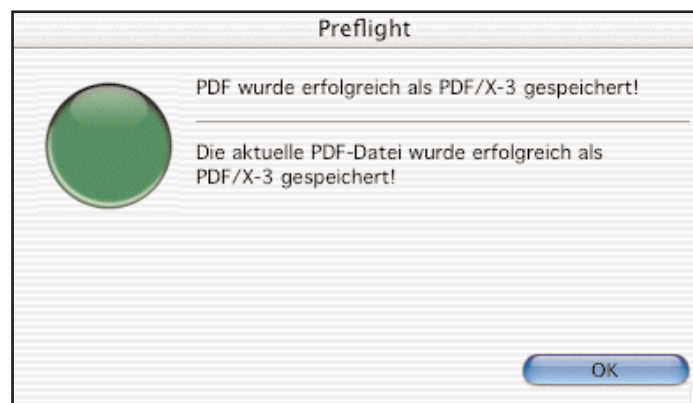 Preflight
PDF wurde erfolgreich als PDF/X-3 gespeichert!
Die aktuelle PDF-Datei wurde erfolgreich als
PDF/X-3 gespeichert!
OK